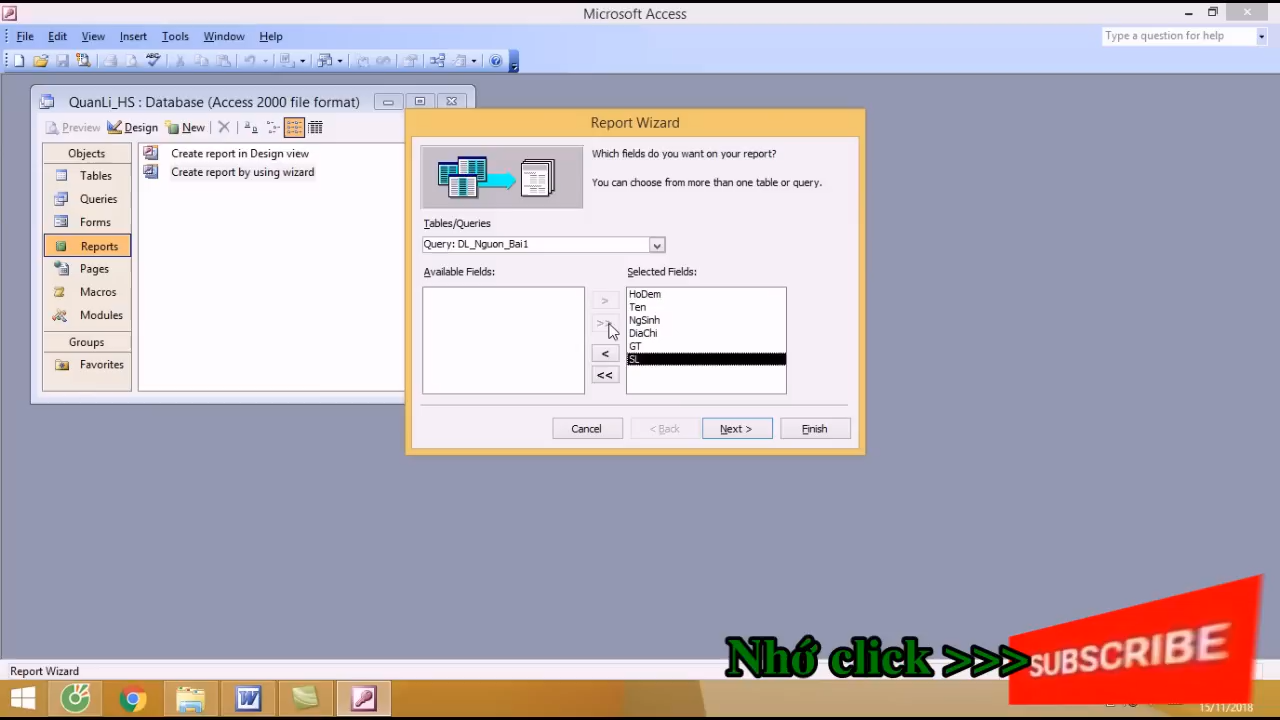 Microsoft Access
File Edit View Insert Tools Window Help
Type a question for help
QuanLi_HS : Database (Access 2000 file format)
Preview Design New
Objects
Tables
Queries
Forms
Reports
Pages
Macros
Modules
Groups
Favorites
Create report in Design view
Create report by using wizard
Report Wizard
Which fields do you want on your report?
You can choose from more than one table or query.
Tables/Queries
Query: DL_Nguon_Bai1
Available Fields:
Selected Fields:
HoDem
Ten
NgSinh
DiaChi
GT
SL
>
>>
<
<<
Cancel < Back Next > Finish
Nhớ click >>> SUBSCRIBE
Report Wizard
15/11/2018